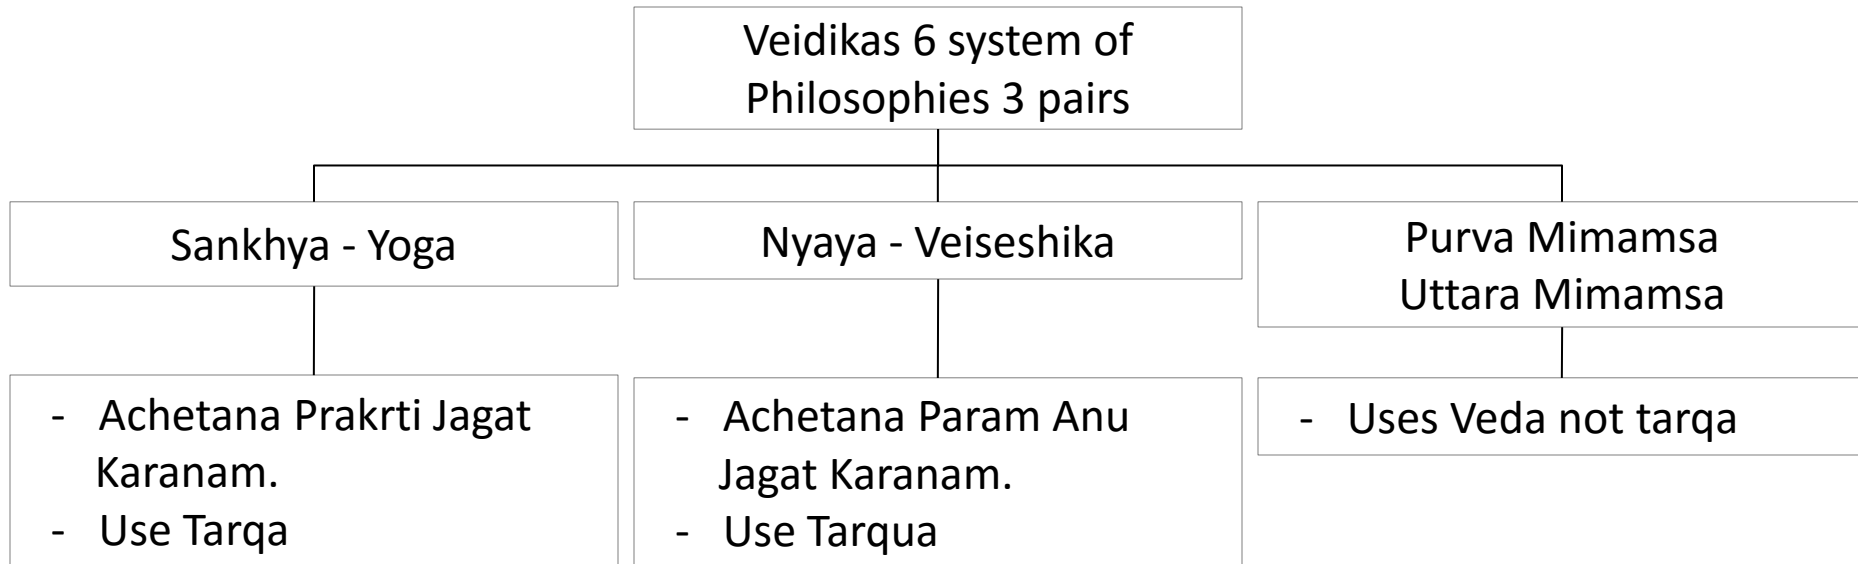 Veidikas 6 system of
Philosophies 3 pairs
Sankhya - Yoga
Nyaya - Veiseshika
Purva Mimamsa
Uttara Mimamsa
- Achetana Prakrti Jagat
Karanam.
- Use Tarqa
- Achetana Param Anu
Jagat Karanam.
- Use Tarqua
- Uses Veda not tarqa